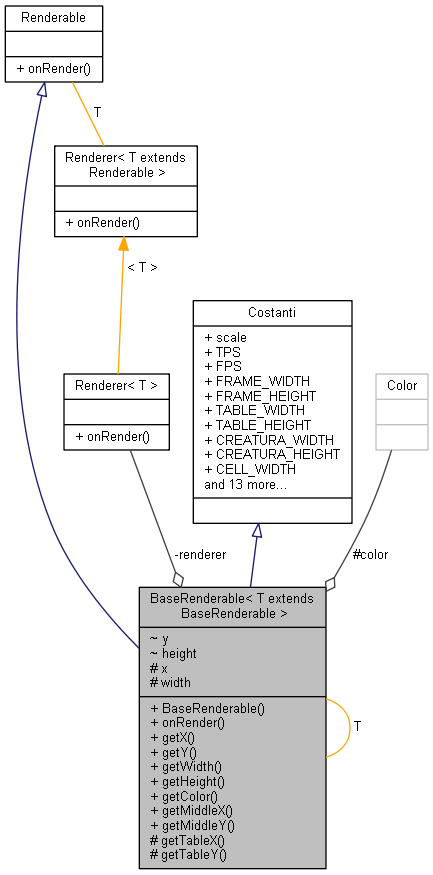 Renderable
+ onRender()
T
Renderer< T extends
Renderable >
+ onRender()
< T >
Costanti
+ scale
+ TPS
+ FPS
+ FRAME_WIDTH
+ FRAME_HEIGHT
+ TABLE_WIDTH
+ TABLE_HEIGHT
+ CREATURA_WIDTH
+ CREATURA_HEIGHT
+ CELL_WIDTH
and 13 more...
Renderer< T >
+ onRender()
Color
-renderer
#color
BaseRenderable< T extends
BaseRenderable >
~ y
~ height
# x
# width
+ BaseRenderable()
+ onRender()
+ getX()
+ getY()
+ getWidth()
+ getHeight()
+ getColor()
+ getMiddleX()
+ getMiddleY()
# getTableX()
# getTableY()
T